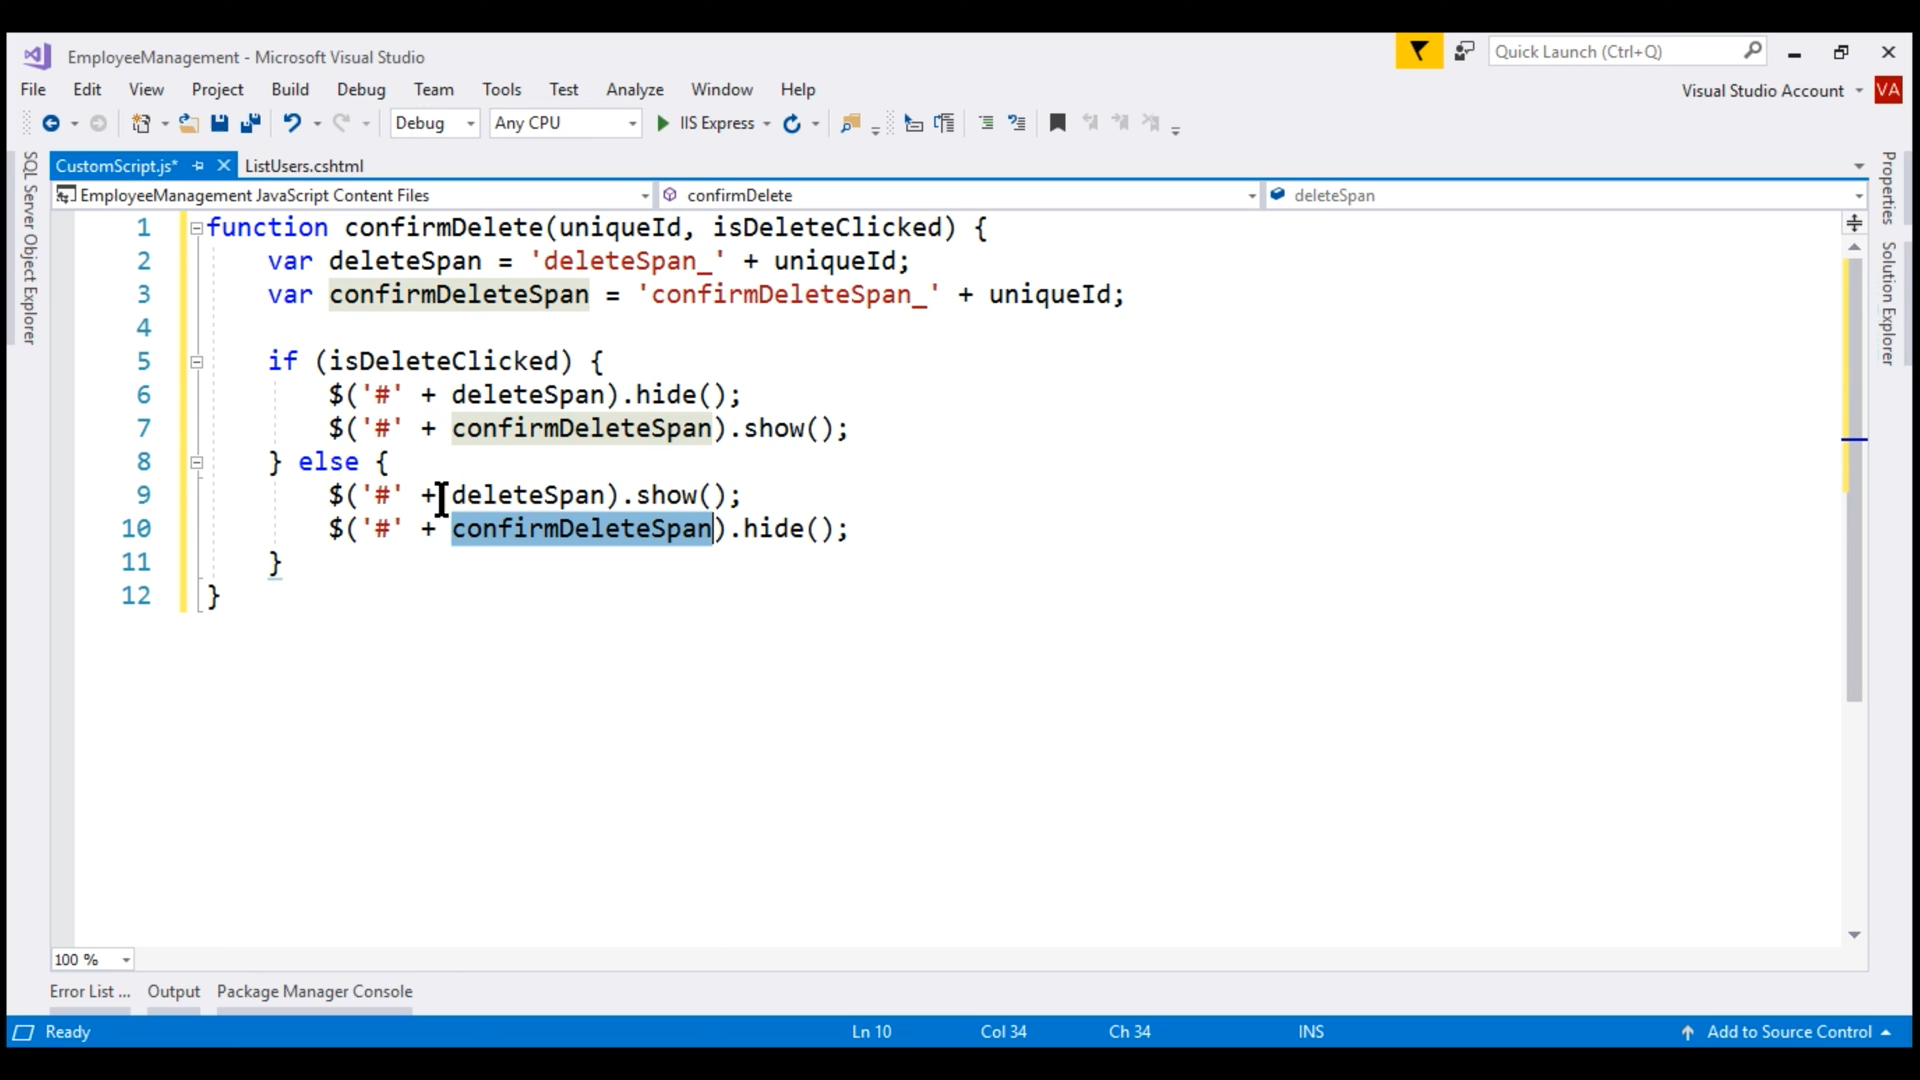 EmployeeManagement - Microsoft Visual Studio
Quick Launch (Ctrl+Q)
File Edit View Project Build Debug Team Tools Test Analyze Window Help
Visual Studio Account VA
Debug Any CPU IIS Express
CustomScript.js* ListUsers.cshtml
EmployeeManagement JavaScript Content Files confirmDelete deleteSpan
SQL Server Object Explorer
Properties
Solution Explorer
1 function confirmDelete(uniqueId, isDeleteClicked) {
2 var deleteSpan = 'deleteSpan_' + uniqueId;
3 var confirmDeleteSpan = 'confirmDeleteSpan_' + uniqueId;
4
5 if (isDeleteClicked) {
6 $('#' + deleteSpan).hide();
7 $('#' + confirmDeleteSpan).show();
8 } else {
9 $('#' + deleteSpan).show();
10 $('#' + confirmDeleteSpan).hide();
11 }
12 }
100 %
Error List ... Output Package Manager Console
Ready Ln 10 Col 34 Ch 34 INS Add to Source Control